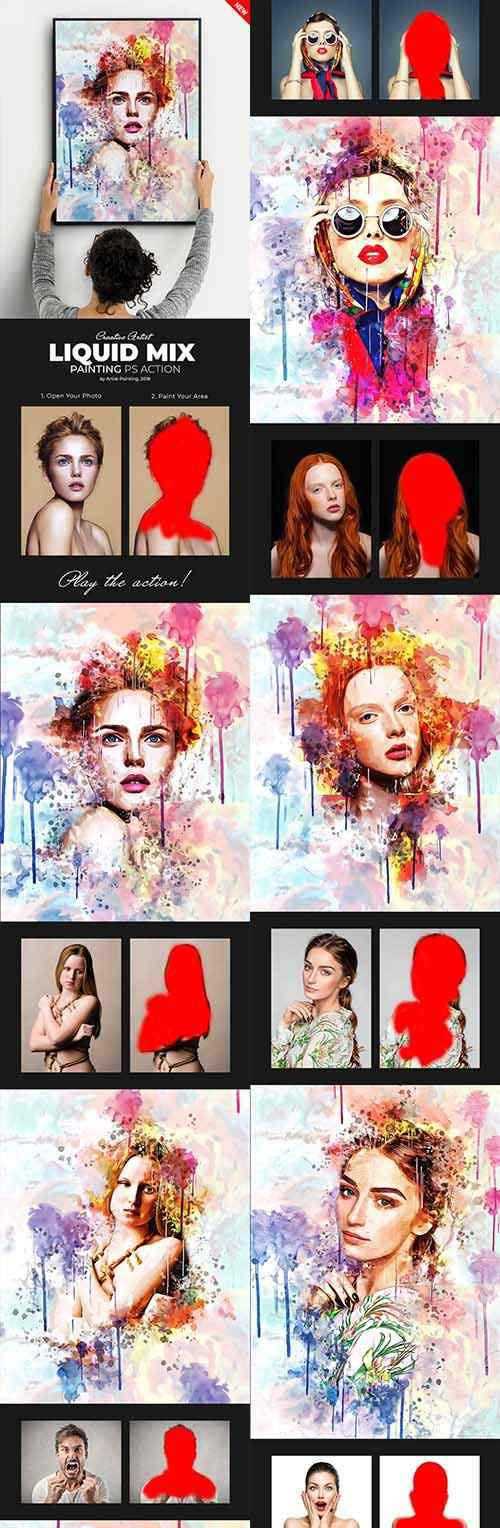 NEW
Creative Artist
LIQUID MIX
PAINTING PS ACTION
by Artist-Painting, 2018
1. Open Your Photo
2. Paint Your Area
Play the action!